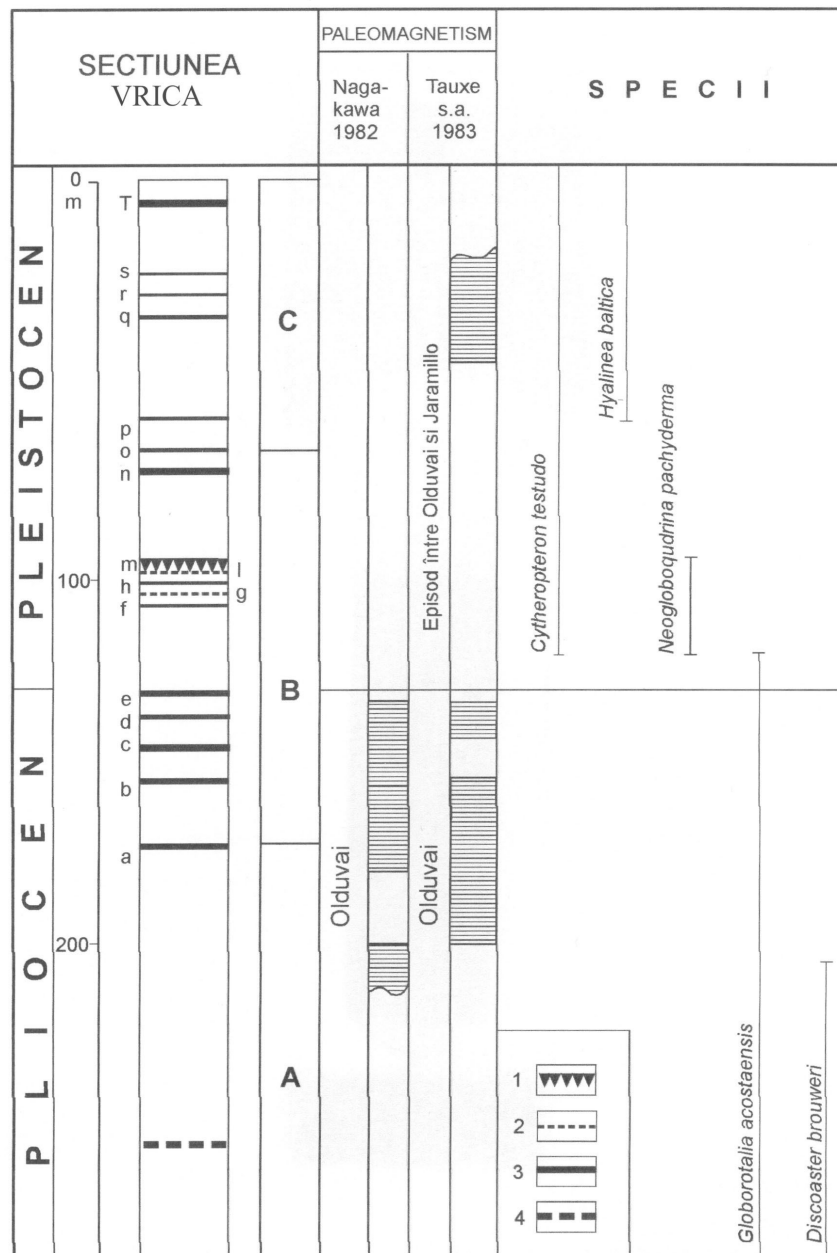 SECTIUNEA
VRICA
PALEOMAGNETISM
Naga-
kawa
1982
Tauxe
s.a.
1983
SPECII
PLEISTOCEN
PLIOCEN
0
m
100
200
T
s
r
q
p
o
n
m
l
h
g
f
e
d
c
b
a
C
B
A
Olduvai
Episod între Olduvai si Jaramillo
Olduvai
Cytheropteron testudo
Hyalinea baltica
Neogloboqudrina pachyderma
Globorotalia acostaensis
Discoaster brouweri
1
2
3
4